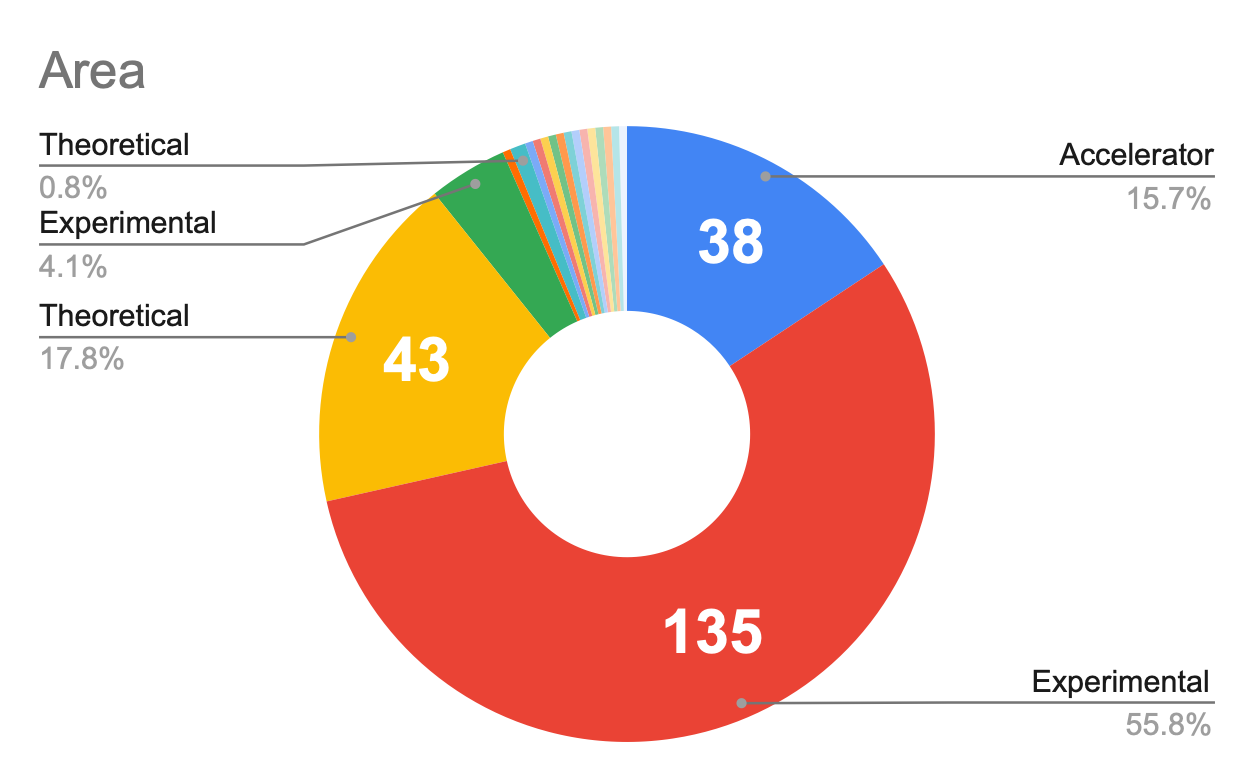 Area
Theoretical
0.8%
Experimental
4.1%
Theoretical
17.8%
Accelerator
15.7%
38
43
135
Experimental
55.8%